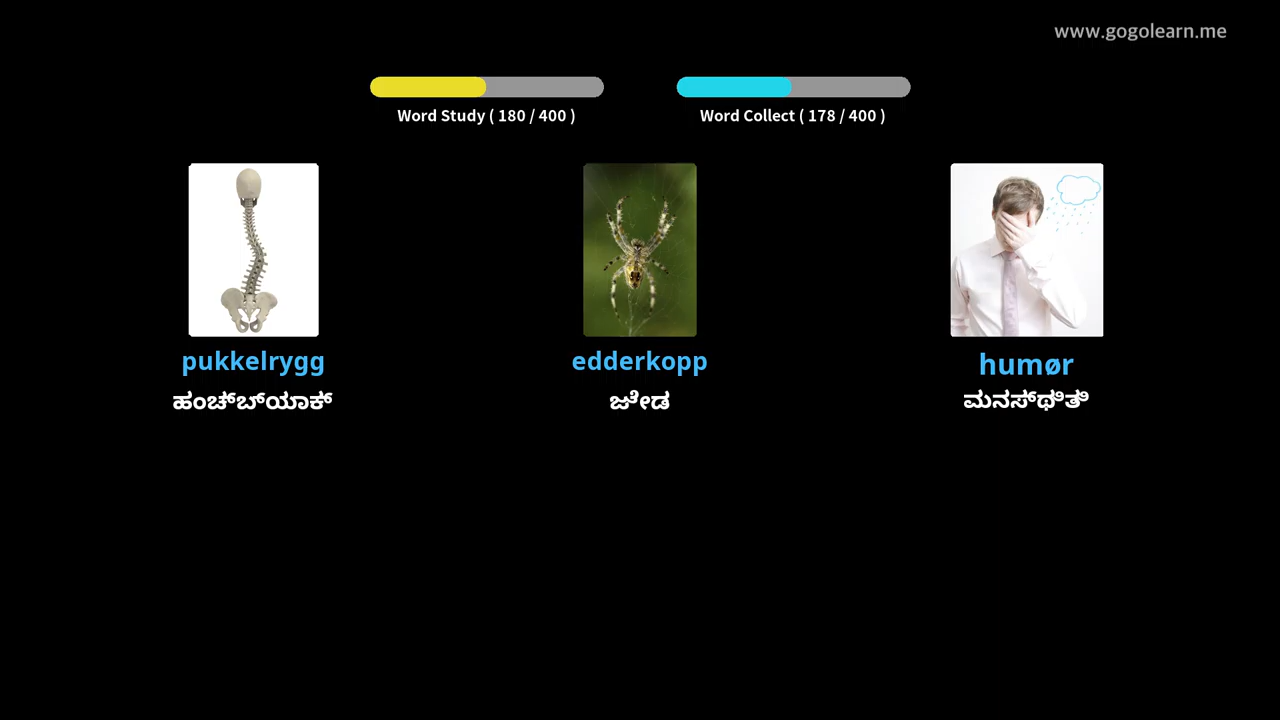 www.gogolearn.me
Word Study ( 180 / 400 )
Word Collect ( 178 / 400 )
pukkelrygg
edderkopp
humør
ಹಂಚ್‌ಬ್ಯಾಕ್
ಜೇಡ
ಮನಸ್ಥಿತಿ